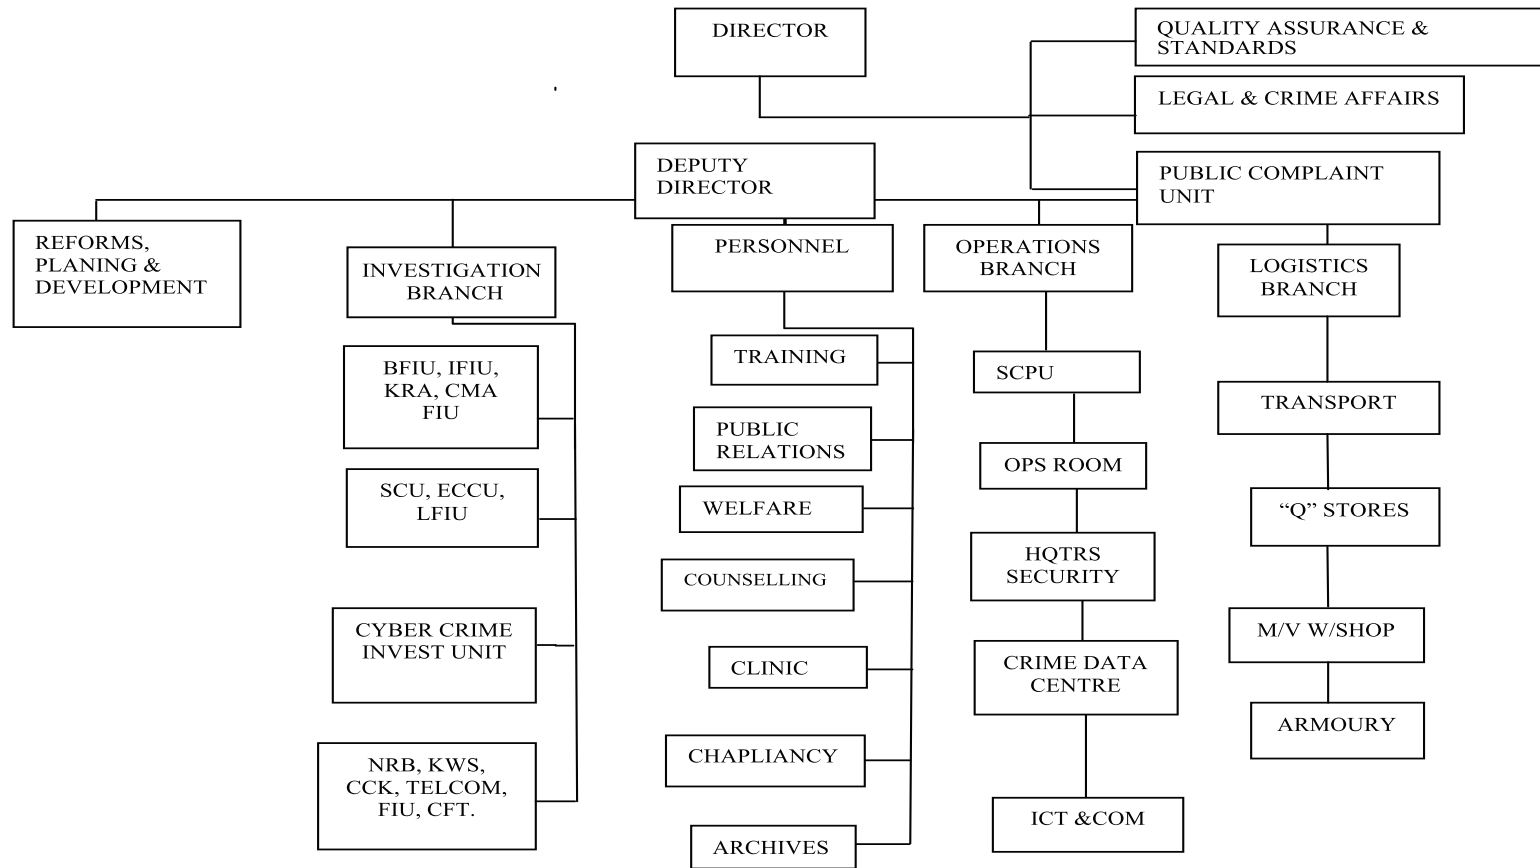 DIRECTOR
QUALITY ASSURANCE &
STANDARDS
LEGAL & CRIME AFFAIRS
DEPUTY
DIRECTOR
PUBLIC COMPLAINT
UNIT
REFORMS,
PLANING &
DEVELOPMENT
INVESTIGATION
BRANCH
PERSONNEL
OPERATIONS
BRANCH
LOGISTICS
BRANCH
BFIU, IFIU,
KRA, CMA
FIU
SCU, ECCU,
LFIU
CYBER CRIME
INVEST UNIT
NRB, KWS,
CCK, TELCOM,
FIU, CFT.
TRAINING
PUBLIC
RELATIONS
WELFARE
COUNSELLING
CLINIC
CHAPLIANCY
ARCHIVES
SCPU
OPS ROOM
HQTRS
SECURITY
CRIME DATA
CENTRE
ICT &COM
TRANSPORT
“Q” STORES
M/V W/SHOP
ARMOURY